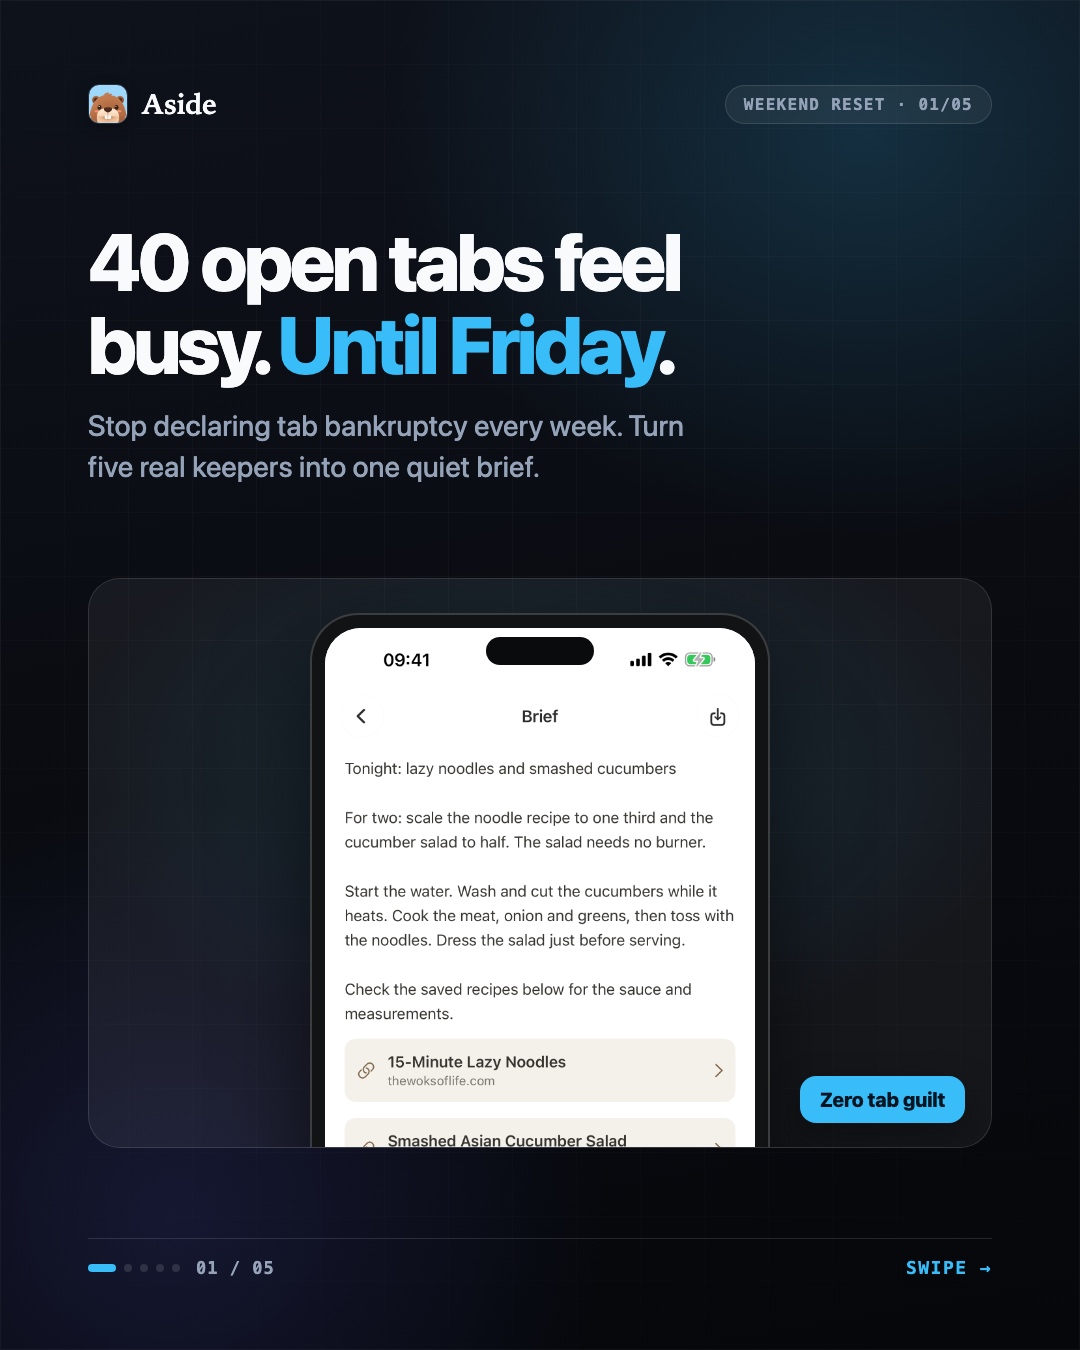 Aside
WEEKEND RESET · 01/05
40 open tabs feel
busy. Until Friday.
Stop declaring tab bankruptcy every week. Turn
five real keepers into one quiet brief.
09:41
Brief
Tonight: lazy noodles and smashed cucumbers
For two: scale the noodle recipe to one third and the
cucumber salad to half. The salad needs no burner.
Start the water. Wash and cut the cucumbers while it
heats. Cook the meat, onion and greens, then toss with
the noodles. Dress the salad just before serving.
Check the saved recipes below for the sauce and
measurements.
15-Minute Lazy Noodles
thewoksoflife.com
Smashed Asian Cucumber Salad
Zero tab guilt
01 / 05
SWIPE →